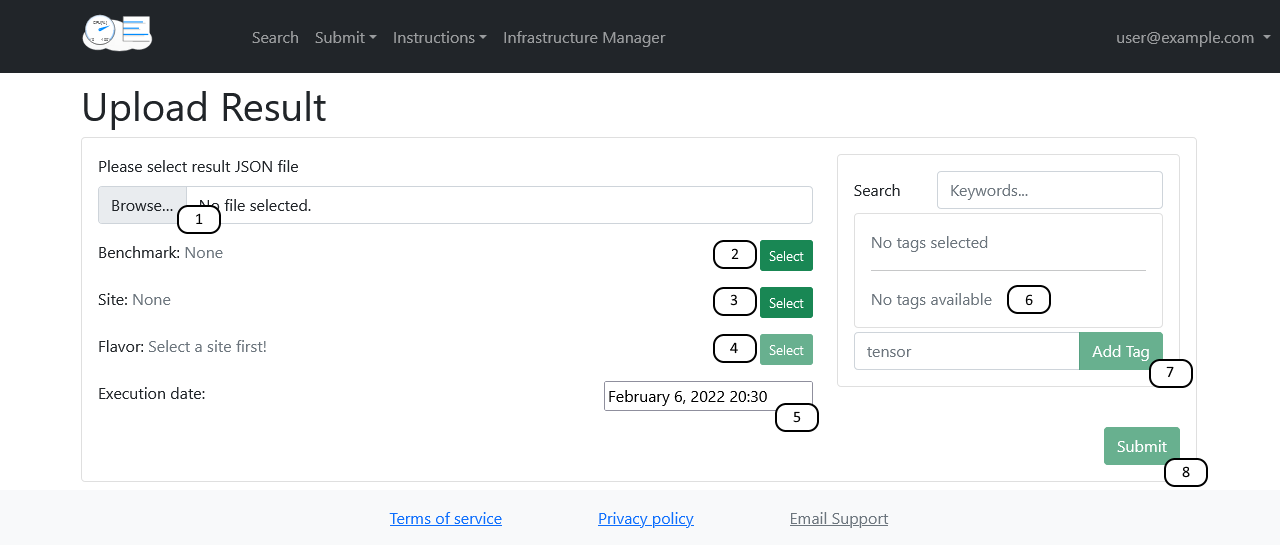 Search Submit Instructions Infrastructure Manager user@example.com
Upload Result
Please select result JSON file
Browse... No file selected.
1
Benchmark: None 2 Select
Site: None 3 Select
Flavor: Select a site first! 4 Select
Execution date: February 6, 2022 20:30
5
Search Keywords...
No tags selected
No tags available 6
tensor Add Tag
7
Submit
8
Terms of service Privacy policy Email Support